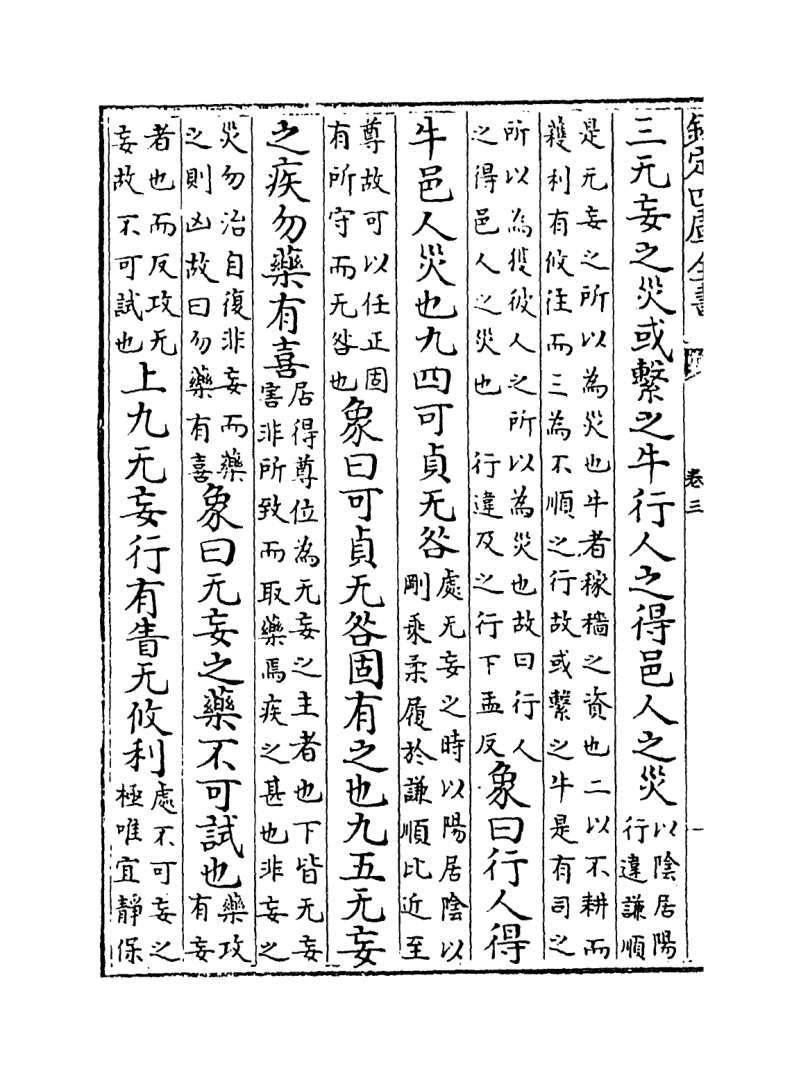 欽定四庫全書
卷三
三无妄之災或繫之牛行人之得邑人之災
以陰居陽
行違謙順
是无妄之所以為災也牛者稼穡之資也二以不耕而
穫利有攸往而三為不順之行故或繫之牛是有司之
所以為獲彼人之所以為災也故曰行人
之得邑人之災也 行違及之行下孟反
象曰行人得
牛邑人災也九四可貞无咎
處无妄之時以陽居陰以
剛乘柔履於謙順比近至
尊故可以任正固
有所守而无咎也
象曰可貞无咎固有之也九五无妄
之疾勿藥有喜
居得尊位為无妄之主者也下皆无妄
害非所致而取藥焉疾之甚也非妄之
災勿治自復非妄而藥
之則凶故曰勿藥有喜
象曰无妄之藥不可試也
藥攻
有妄
者也而反攻无
妄故不可試也
上九无妄行有眚无攸利
處不可妄之
極唯宜靜保